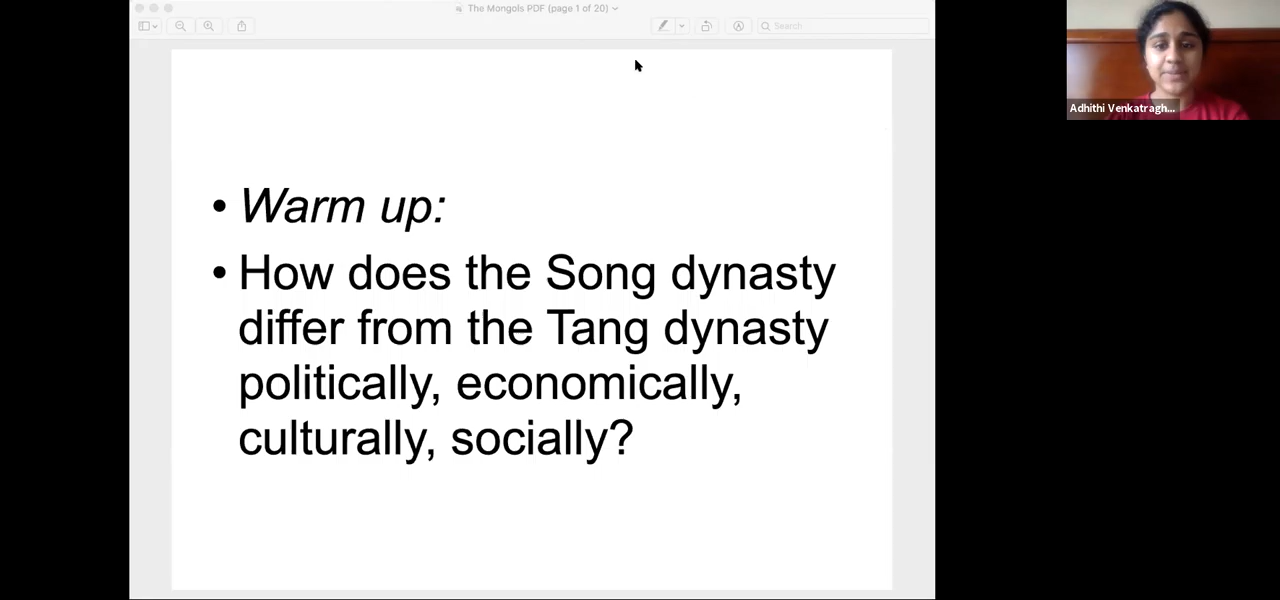 The Mongols PDF (page 1 of 20)
Search
Adhithi Venkatragh...
• Warm up:
• How does the Song dynasty
differ from the Tang dynasty
politically, economically,
culturally, socially?